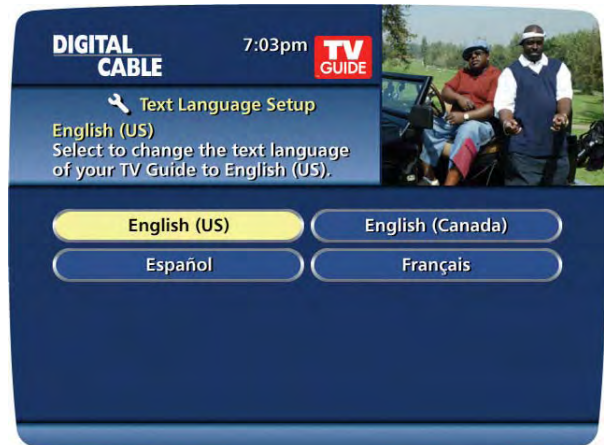 DIGITAL
CABLE
7:03pm
TV
GUIDE
Text Language Setup
English (US)
Select to change the text language
of your TV Guide to English (US).
English (US)
English (Canada)
Español
Français